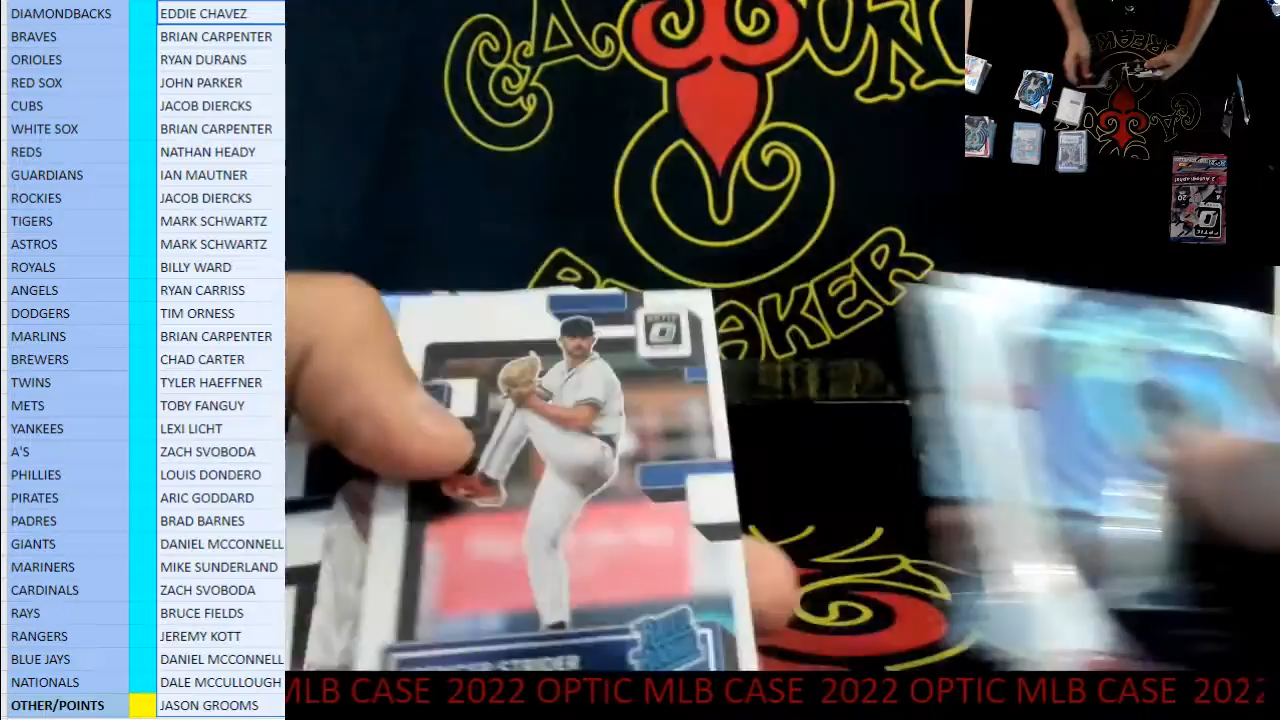 DIAMONDBACKS EDDIE CHAVEZ
BRAVES BRIAN CARPENTER
ORIOLES RYAN DURANS
RED SOX JOHN PARKER
CUBS JACOB DIERCKS
WHITE SOX BRIAN CARPENTER
REDS NATHAN HEADY
GUARDIANS IAN MAUTNER
ROCKIES JACOB DIERCKS
TIGERS MARK SCHWARTZ
ASTROS MARK SCHWARTZ
ROYALS BILLY WARD
ANGELS RYAN CARRISS
DODGERS TIM ORNESS
MARLINS BRIAN CARPENTER
BREWERS CHAD CARTER
TWINS TYLER HAEFFNER
METS TOBY FANGUY
YANKEES LEXI LICHT
A'S ZACH SVOBODA
PHILLIES LOUIS DONDERO
PIRATES ARIC GODDARD
PADRES BRAD BARNES
GIANTS DANIEL MCCONNELL
MARINERS MIKE SUNDERLAND
CARDINALS ZACH SVOBODA
RAYS BRUCE FIELDS
RANGERS JEREMY KOTT
BLUE JAYS DANIEL MCCONNELL
NATIONALS DALE MCCULLOUGH
OTHER/POINTS JASON GROOMS
MLB CASE 2022 OPTIC MLB CASE 2022 OPTIC MLB CASE 2022